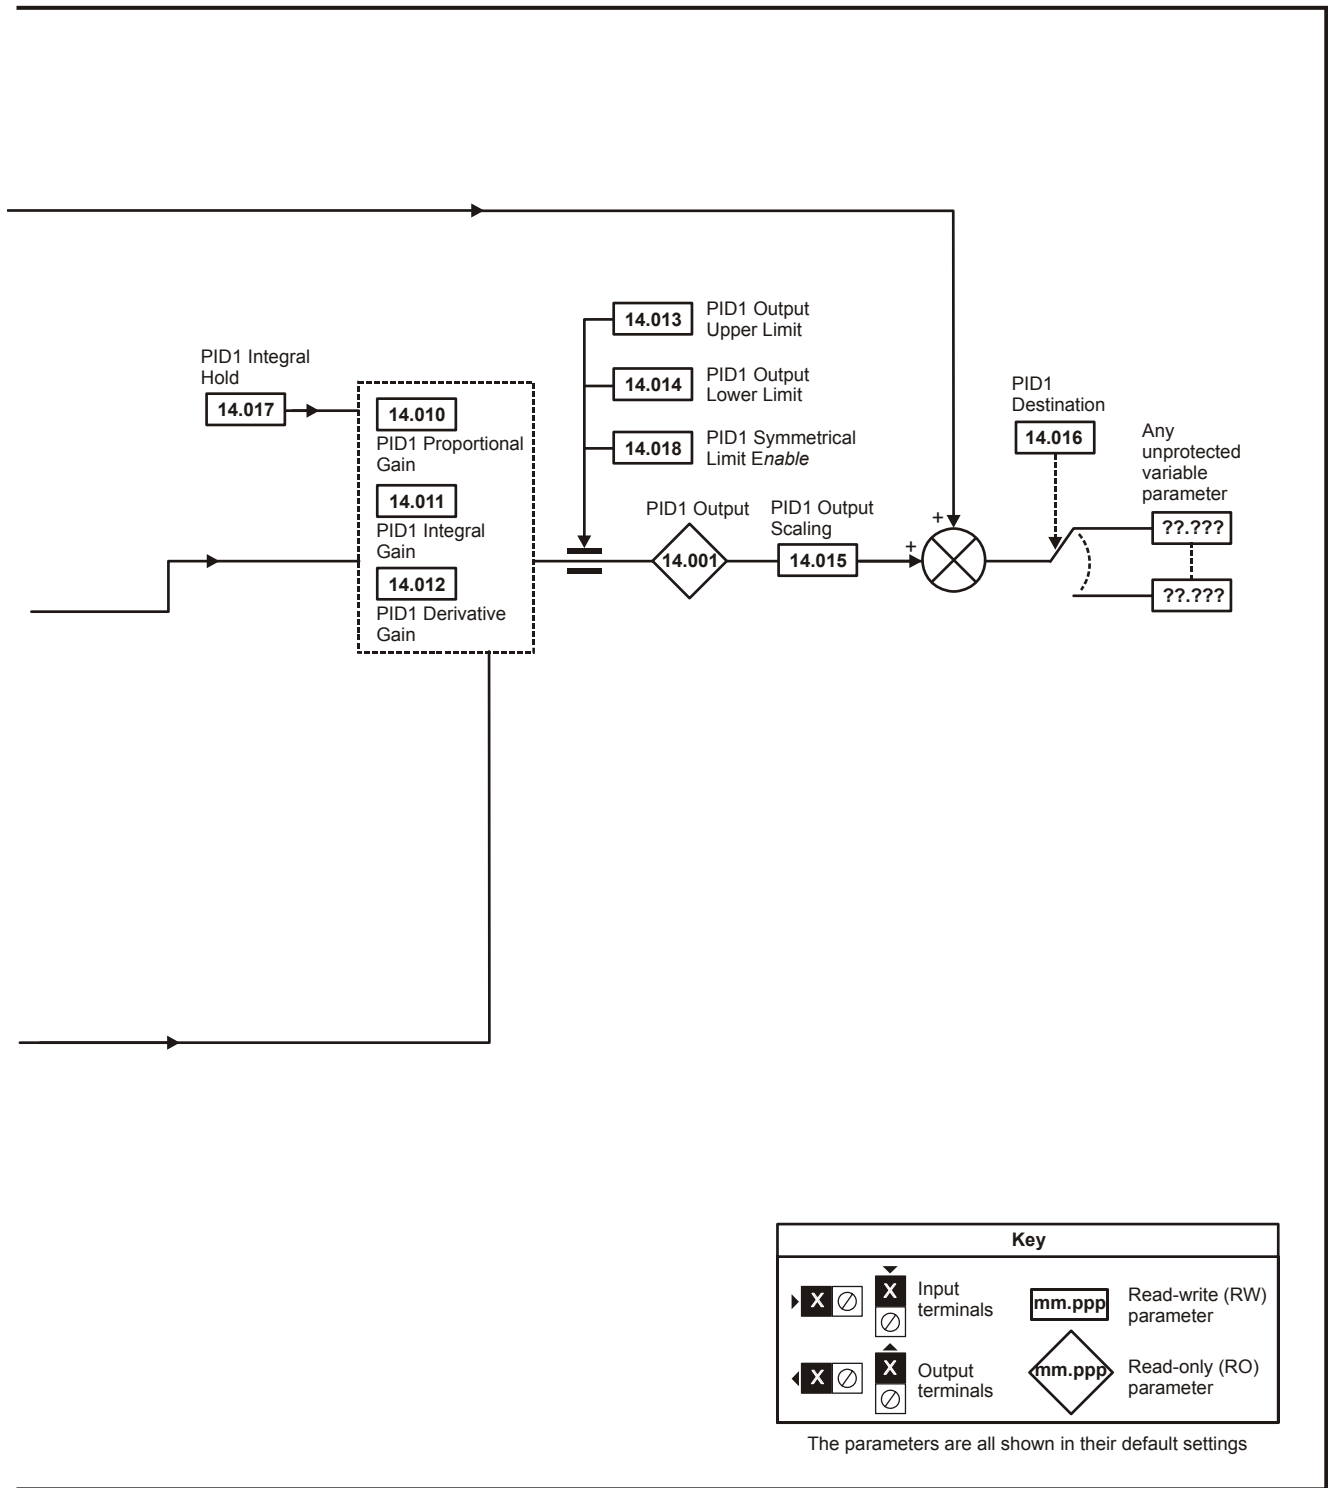 PID1 Integral
Hold
14.017
14.010
PID1 Proportional
Gain
14.011
PID1 Integral
Gain
14.012
PID1 Derivative
Gain
14.013
PID1 Output
Upper Limit
14.014
PID1 Output
Lower Limit
14.018
PID1 Symmetrical
Limit Enable
PID1 Output
14.001
PID1 Output
Scaling
14.015
+
+
PID1
Destination
14.016
Any
unprotected
variable
parameter
??.???
??.???
Key
X
X
Input
terminals
mm.ppp
Read-write (RW)
parameter
X
X
Output
terminals
mm.ppp
Read-only (RO)
parameter
The parameters are all shown in their default settings